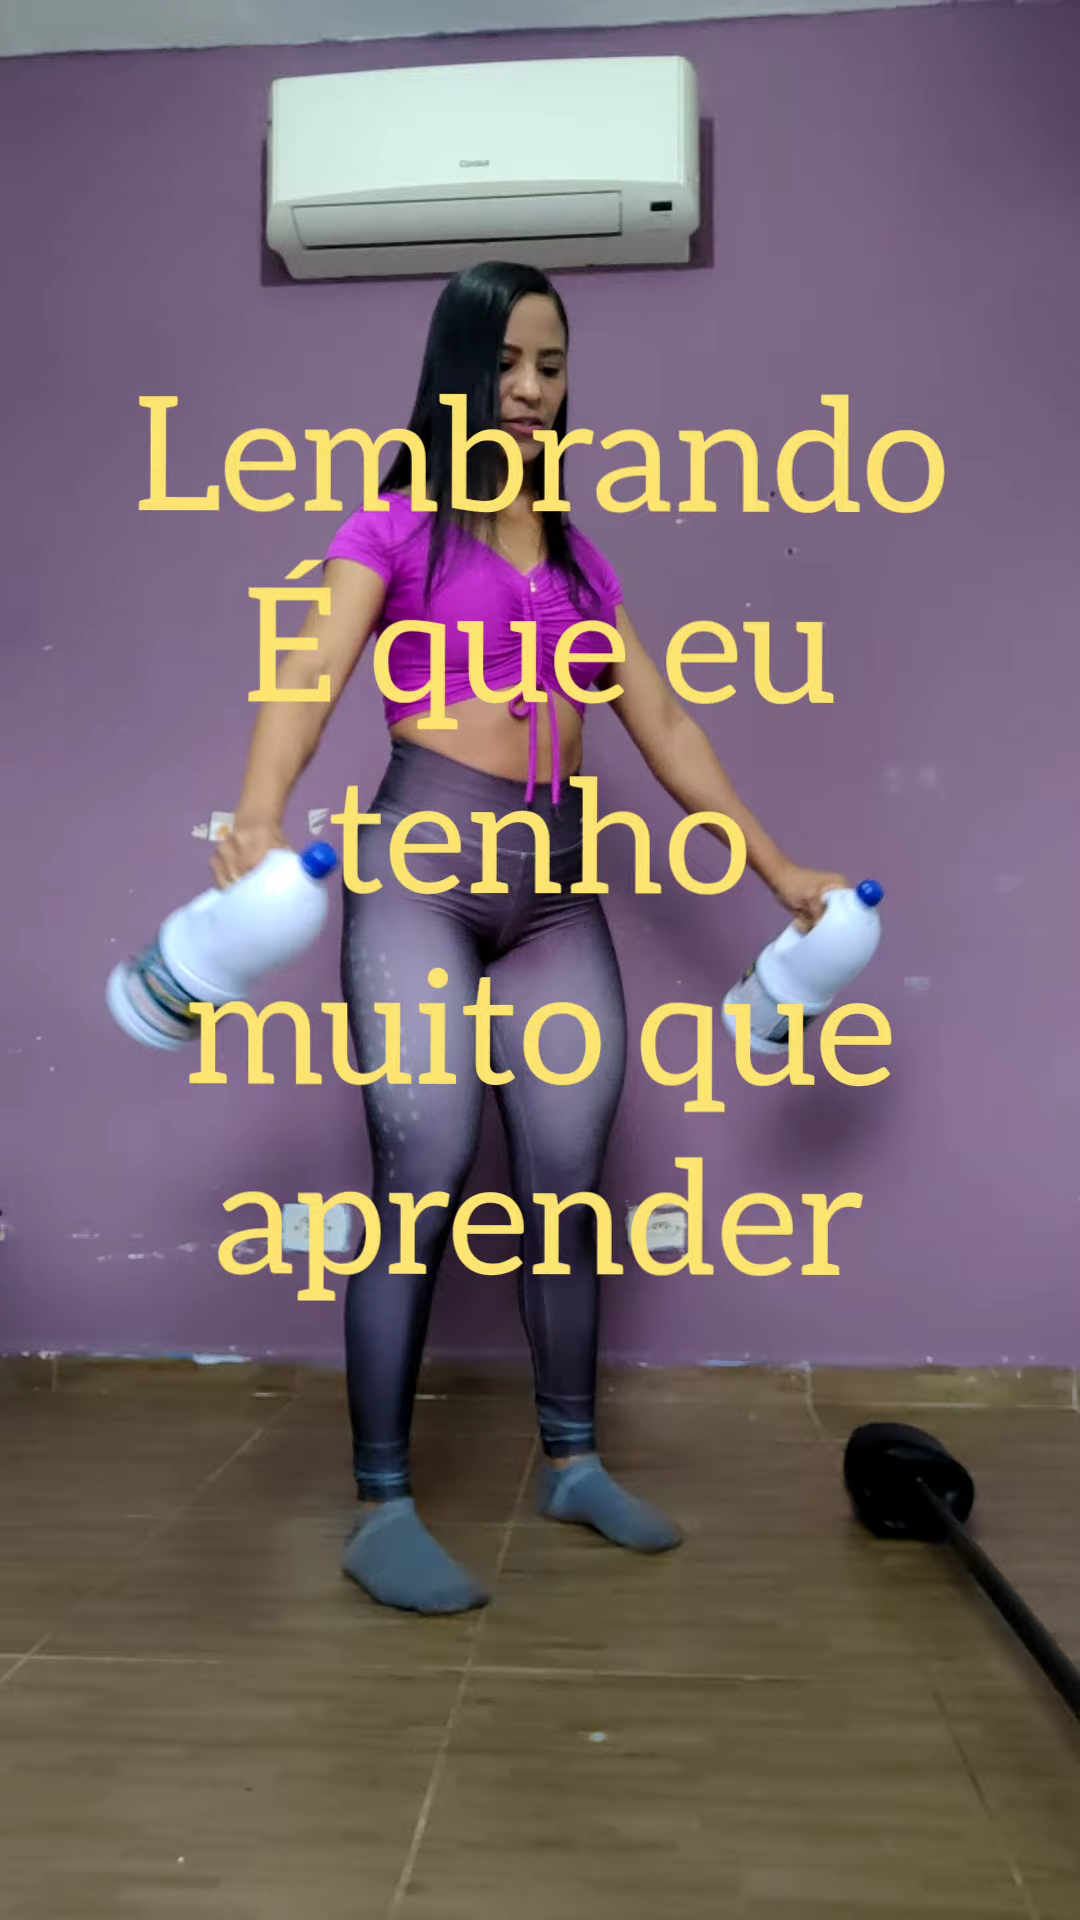 Lembrando
É que eu
tenho
muito que
aprender